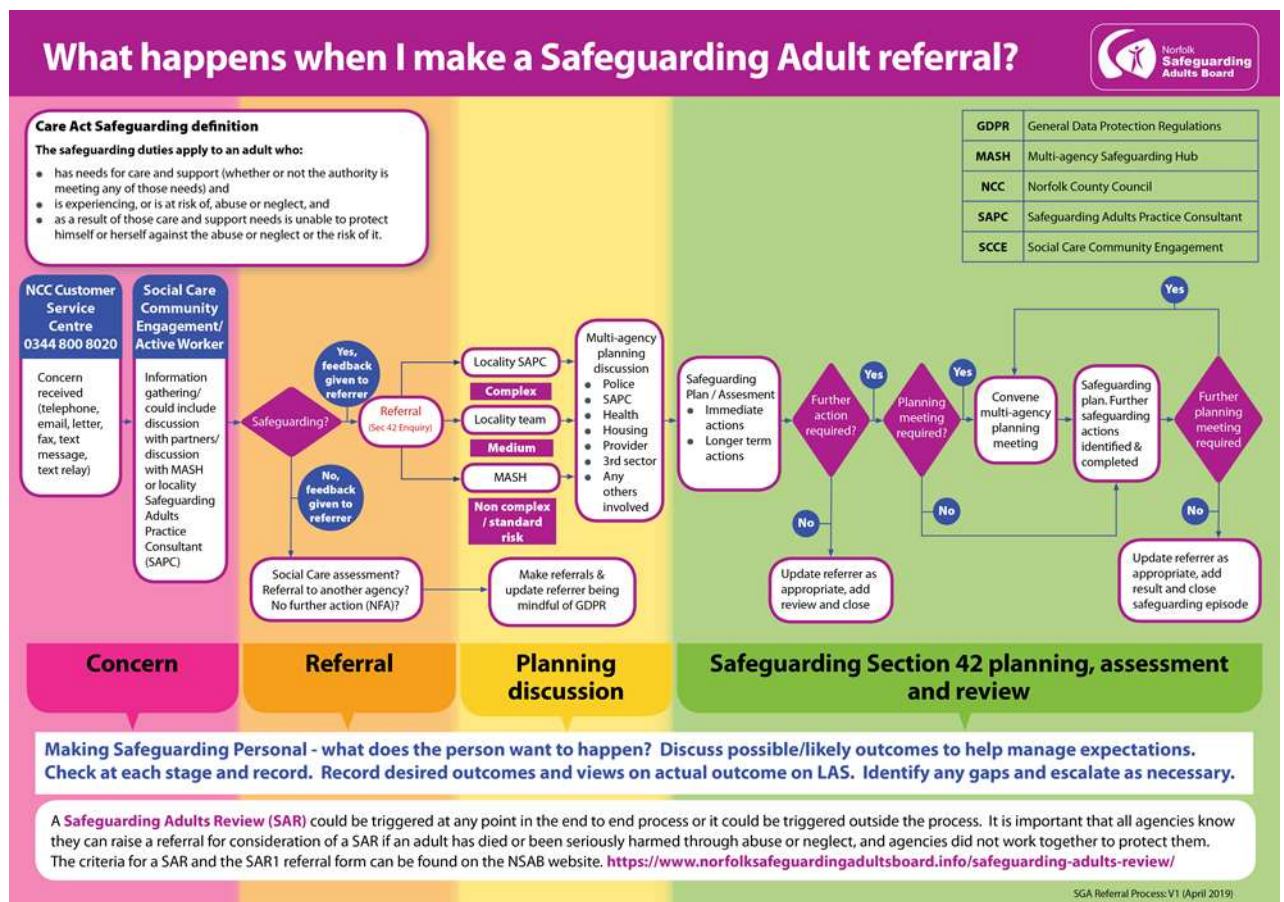 What happens when I make a Safeguarding Adult referral?
Norfolk
Safeguarding
Adults Board
Care Act Safeguarding definition
The safeguarding duties apply to an adult who:
● has needs for care and support (whether or not the authority is
meeting any of those needs) and
● is experiencing, or is at risk of, abuse or neglect, and
● as a result of those care and support needs is unable to protect
himself or herself against the abuse or neglect or the risk of it.
GDPR General Data Protection Regulations
MASH Multi-agency Safeguarding Hub
NCC Norfolk County Council
SAPC Safeguarding Adults Practice Consultant
SCCE Social Care Community Engagement
NCC Customer
Service
Centre
0344 800 8020
Concern
received
(telephone,
email, letter,
fax, text
message,
text relay)
Social Care
Community
Engagement/
Active Worker
Information
gathering/
could include
discussion
with partners/
discussion
with MASH
or locality
Safeguarding
Adults
Practice
Consultant
(SAPC)
Safeguarding?
Yes,
feedback
given to
referrer
No,
feedback
given to
referrer
Referral
(Sec 42 Enquiry)
Social Care assessment?
Referral to another agency?
No further action (NFA)?
Locality SAPC
Complex
Locality team
Medium
MASH
Non complex
/ standard
risk
Make referrals &
update referrer being
mindful of GDPR
Multi-agency
planning
discussion
● Police
● SAPC
● Health
● Housing
● Provider
● 3rd sector
● Any
others
involved
Safeguarding
Plan / Assesment
● Immediate
actions
● Longer term
actions
Further
action
required?
Yes
No
Update referrer as
appropriate, add
review and close
Planning
meeting
required?
Yes
No
Convene
multi-agency
planning
meeting
Safeguarding
plan. Further
safeguarding
actions
identified &
completed
Further
planning
meeting
required
Yes
No
Update referrer as
appropriate, add
result and close
safeguarding episode
Concern
Referral
Planning
discussion
Safeguarding Section 42 planning, assessment
and review
Making Safeguarding Personal - what does the person want to happen? Discuss possible/likely outcomes to help manage expectations.
Check at each stage and record. Record desired outcomes and views on actual outcome on LAS. Identify any gaps and escalate as necessary.
A Safeguarding Adults Review (SAR) could be triggered at any point in the end to end process or it could be triggered outside the process. It is important that all agencies know
they can raise a referral for consideration of a SAR if an adult has died or been seriously harmed through abuse or neglect, and agencies did not work together to protect them.
The criteria for a SAR and the SAR1 referral form can be found on the NSAB website. https://www.norfolksafeguardingadultsboard.info/safeguarding-adults-review/
SGA Referral Process: V1 (April 2019)